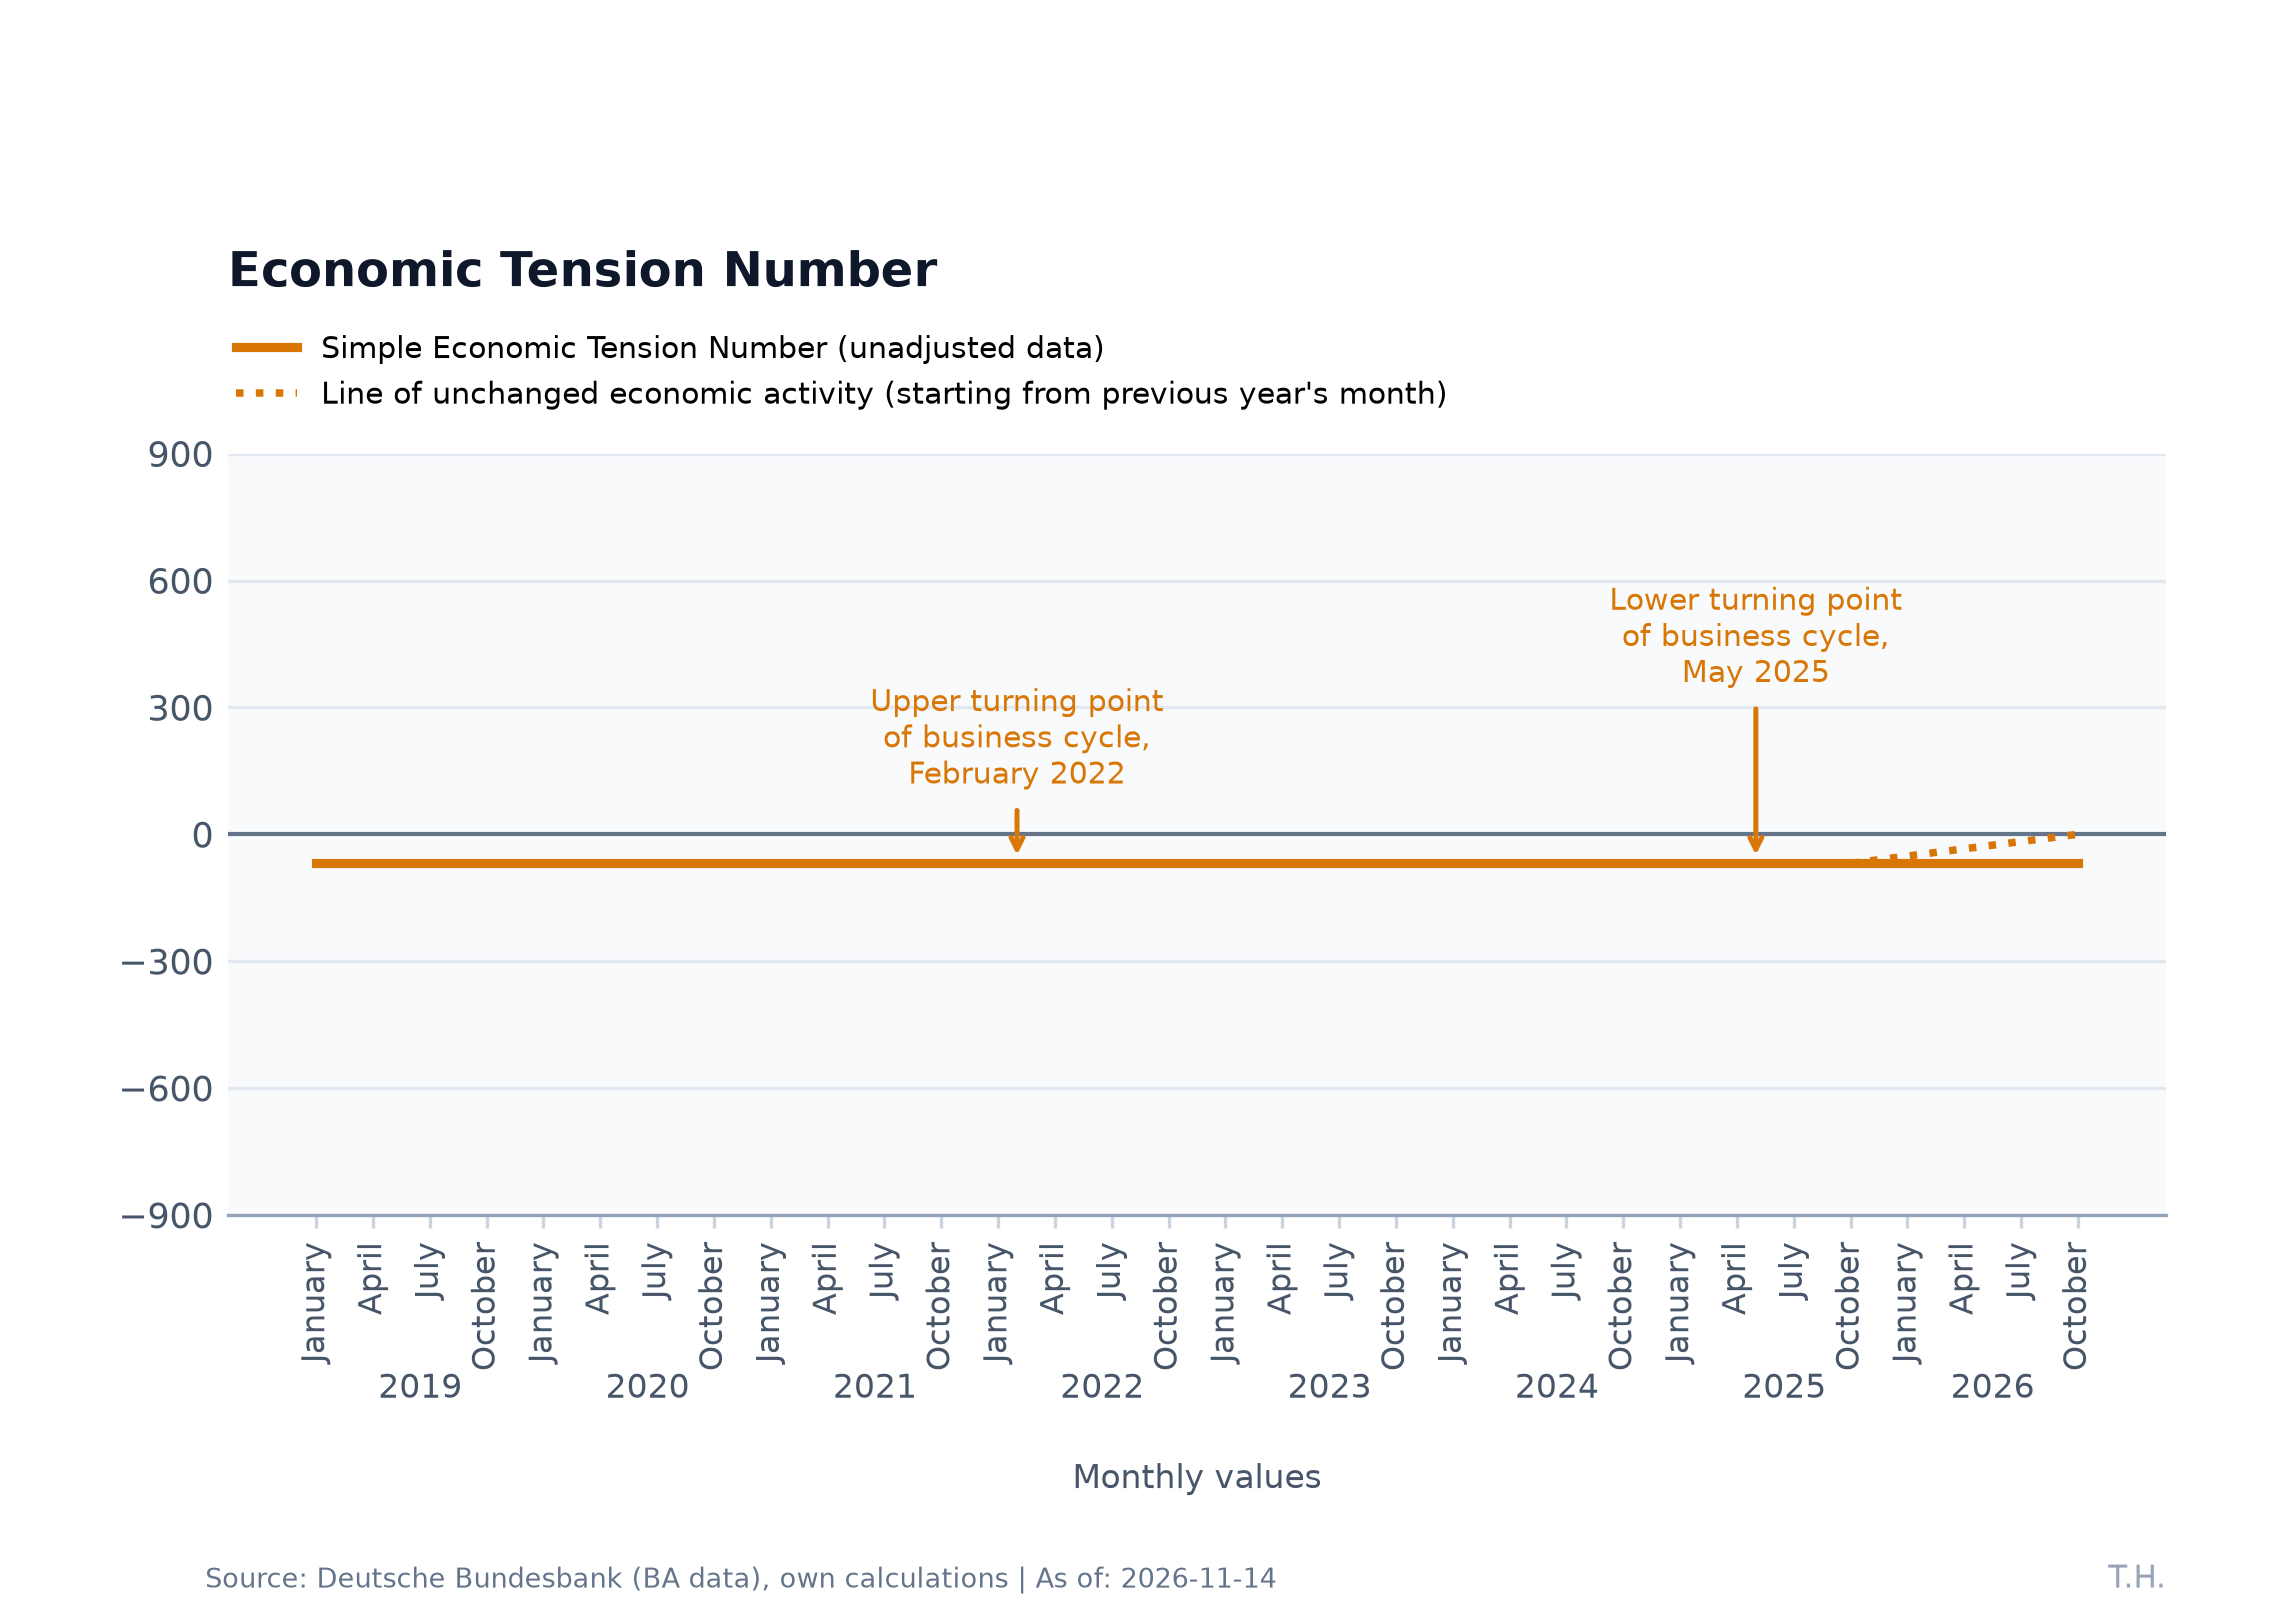 Economic Tension Number
Simple Economic Tension Number (unadjusted data)
Line of unchanged economic activity (starting from previous year's month)
900
600
300
0
−300
−600
−900
Upper turning point
of business cycle,
February 2022
Lower turning point
of business cycle,
May 2025
January April July October January April July October January April July October January April July October January April July October January April July October January April July October January April July October
2019 2020 2021 2022 2023 2024 2025 2026
Monthly values
Source: Deutsche Bundesbank (BA data), own calculations | As of: 2026-11-14
T.H.